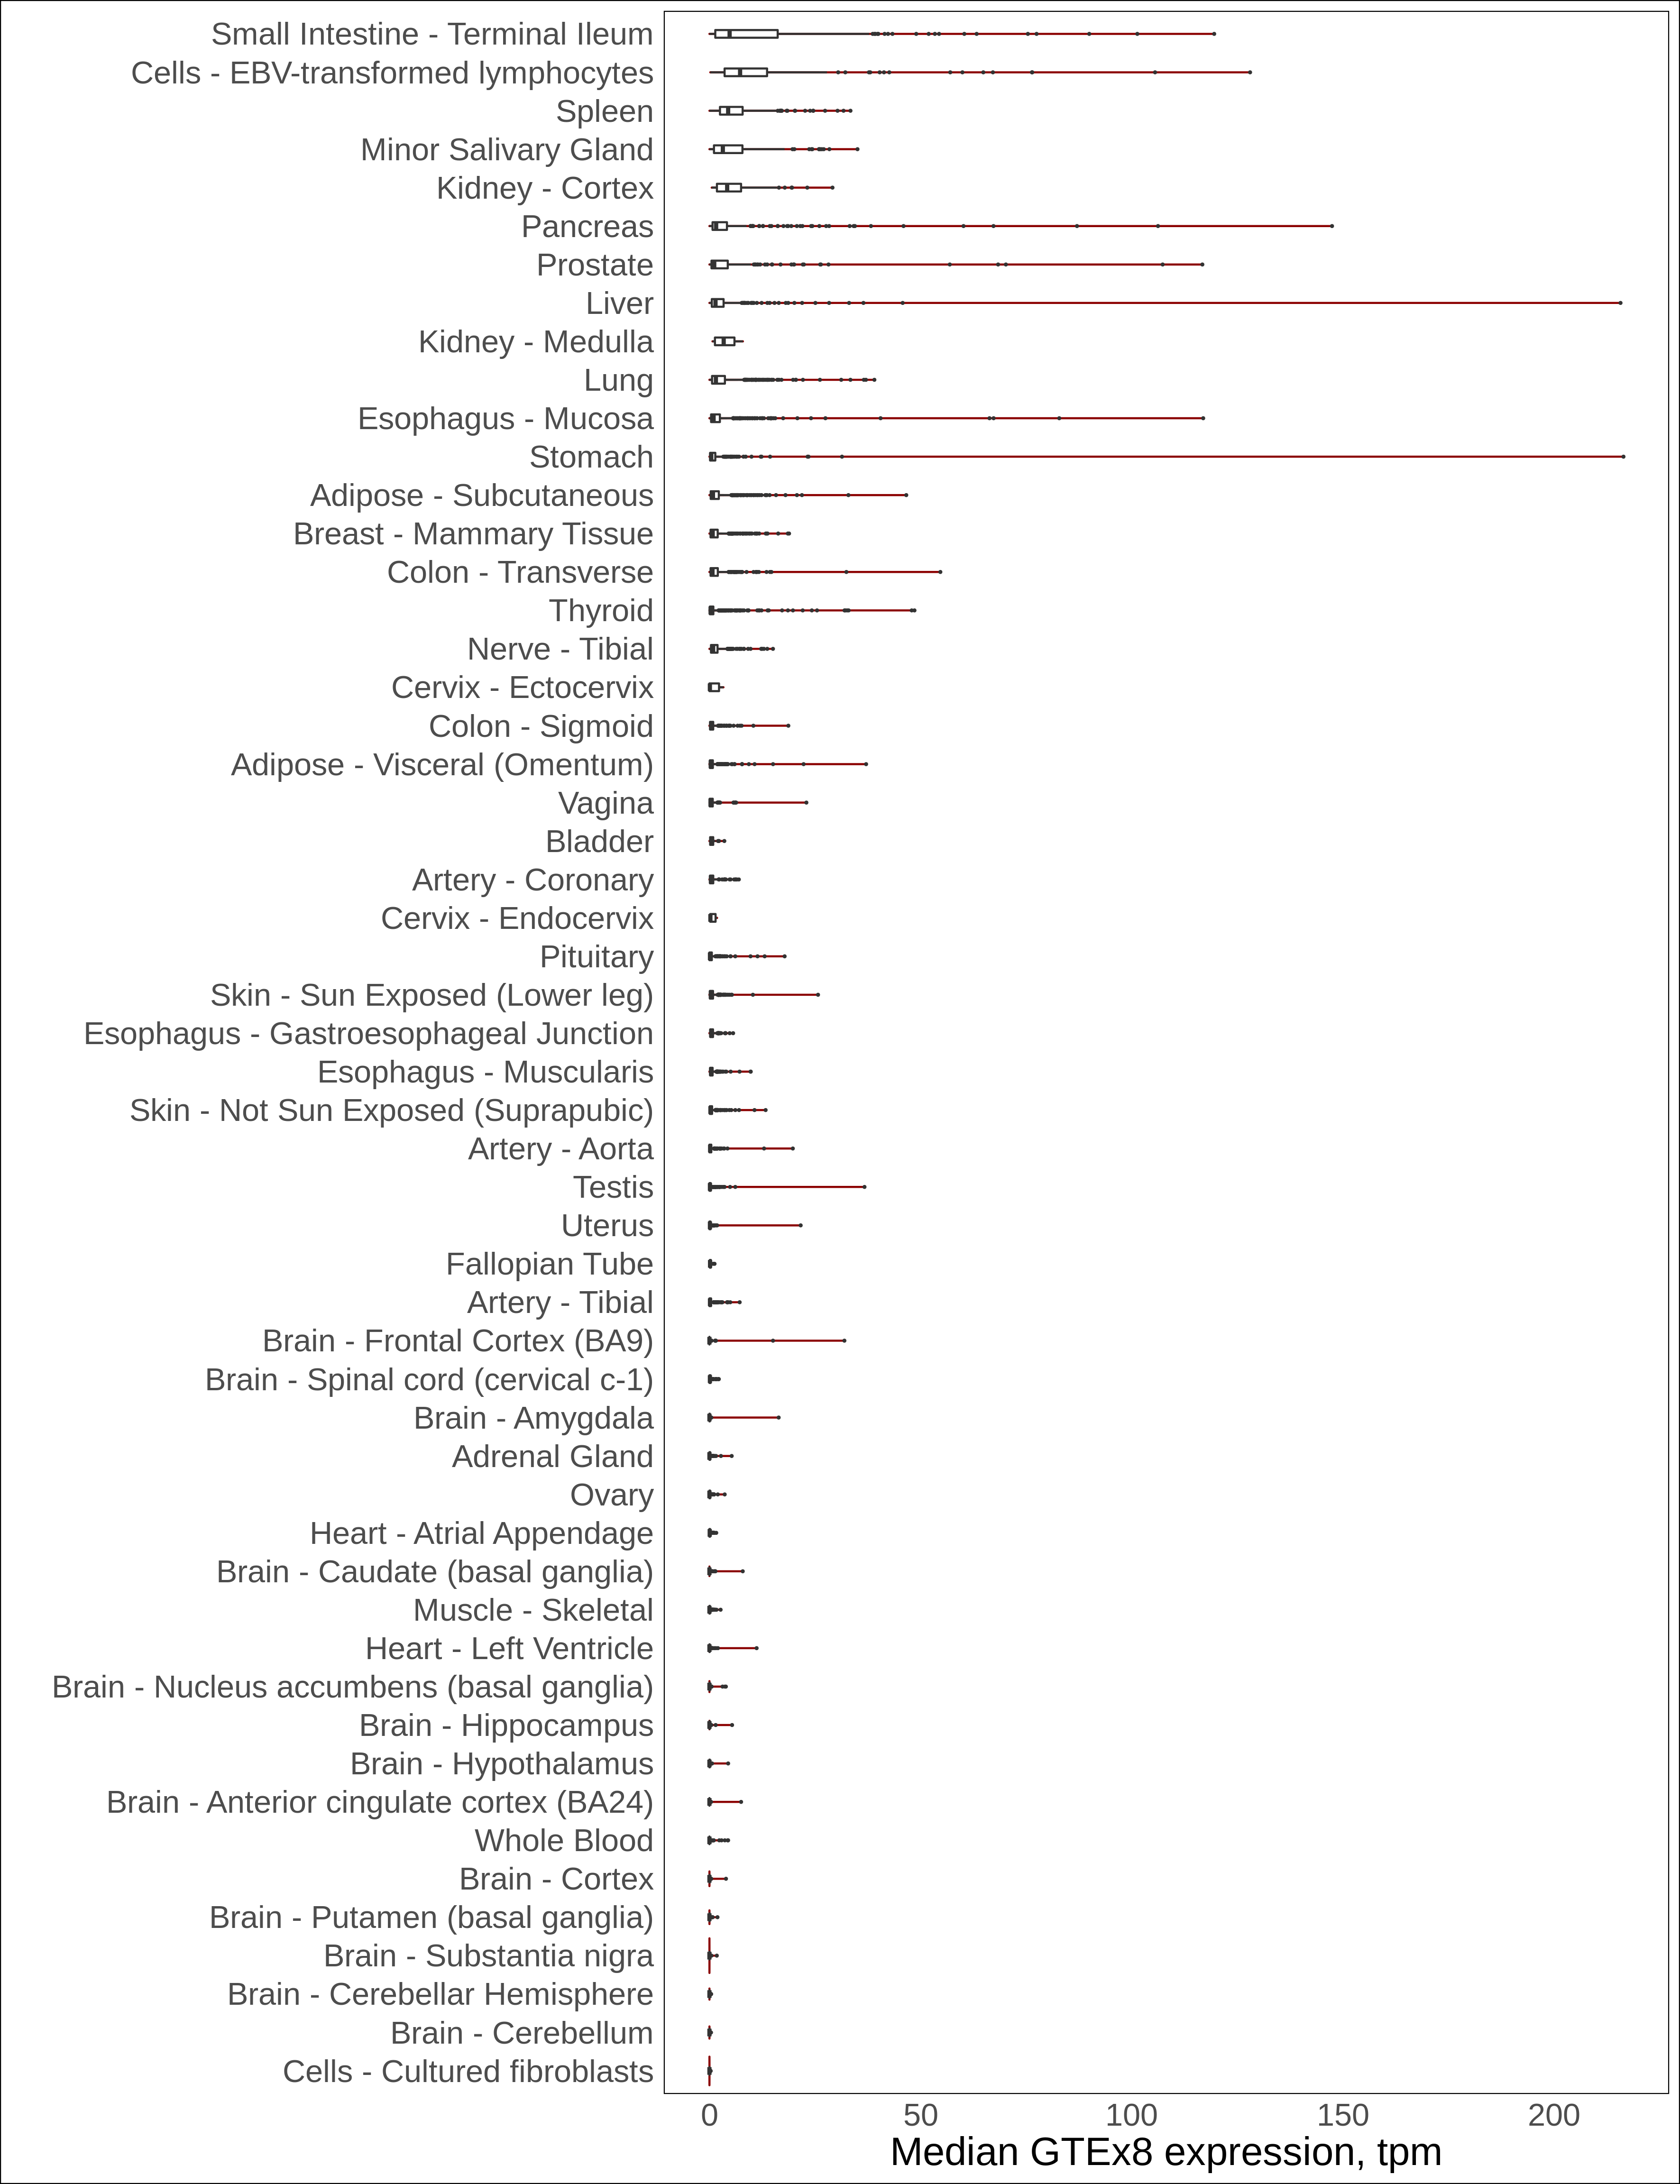 Small Intestine - Terminal Ileum
Cells - EBV-transformed lymphocytes
Spleen
Minor Salivary Gland
Kidney - Cortex
Pancreas
Prostate
Liver
Kidney - Medulla
Lung
Esophagus - Mucosa
Stomach
Adipose - Subcutaneous
Breast - Mammary Tissue
Colon - Transverse
Thyroid
Nerve - Tibial
Cervix - Ectocervix
Colon - Sigmoid
Adipose - Visceral (Omentum)
Vagina
Bladder
Artery - Coronary
Cervix - Endocervix
Pituitary
Skin - Sun Exposed (Lower leg)
Esophagus - Gastroesophageal Junction
Esophagus - Muscularis
Skin - Not Sun Exposed (Suprapubic)
Artery - Aorta
Testis
Uterus
Fallopian Tube
Artery - Tibial
Brain - Frontal Cortex (BA9)
Brain - Spinal cord (cervical c-1)
Brain - Amygdala
Adrenal Gland
Ovary
Heart - Atrial Appendage
Brain - Caudate (basal ganglia)
Muscle - Skeletal
Heart - Left Ventricle
Brain - Nucleus accumbens (basal ganglia)
Brain - Hippocampus
Brain - Hypothalamus
Brain - Anterior cingulate cortex (BA24)
Whole Blood
Brain - Cortex
Brain - Putamen (basal ganglia)
Brain - Substantia nigra
Brain - Cerebellar Hemisphere
Brain - Cerebellum
Cells - Cultured fibroblasts
0 50 100 150 200
Median GTEx8 expression, tpm